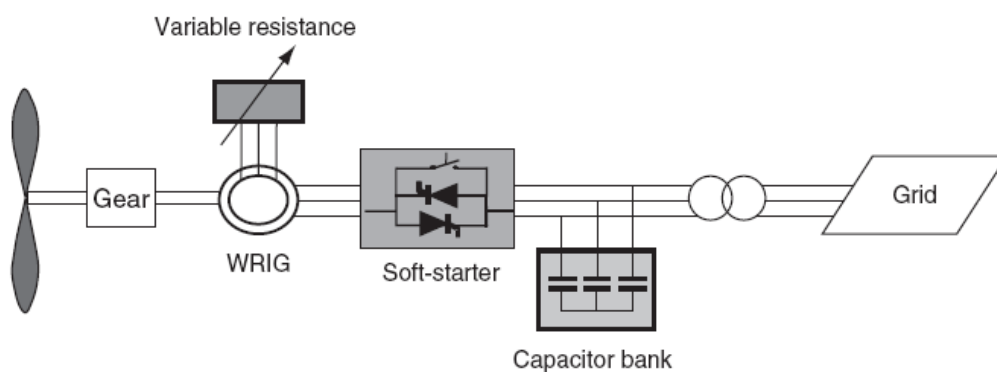 Variable resistance
Gear
WRIG
Soft-starter
Capacitor bank
Grid